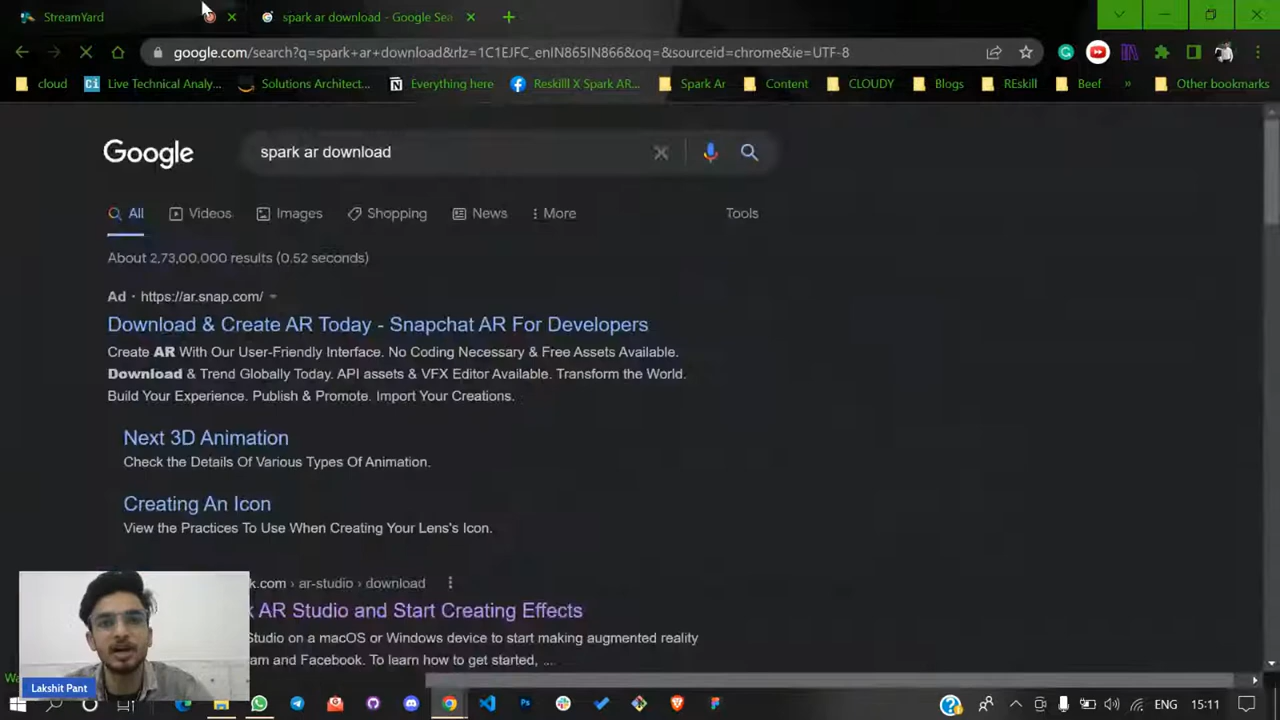 StreamYard
spark ar download - Google Sea
google.com/search?q=spark+ar+download&rlz=1C1EJFC_enIN865IN866&oq=&sourceid=chrome&ie=UTF-8
cloud
Ci Live Technical Analy...
Solutions Architect...
Everything here
Reskilll X Spark AR...
Spark Ar
Content
CLOUDY
Blogs
REskill
Beef
»
Other bookmarks
Google
spark ar download
All
Videos
Images
Shopping
News
More
Tools
About 2,73,00,000 results (0.52 seconds)
Ad · https://ar.snap.com/
Download & Create AR Today - Snapchat AR For Developers
Create AR With Our User-Friendly Interface. No Coding Necessary & Free Assets Available.
Download & Trend Globally Today. API assets & VFX Editor Available. Transform the World.
Build Your Experience. Publish & Promote. Import Your Creations.
Next 3D Animation
Check the Details Of Various Types Of Animation.
Creating An Icon
View the Practices To Use When Creating Your Lens's Icon.
k.com › ar-studio › download
k AR Studio and Start Creating Effects
Studio on a macOS or Windows device to start making augmented reality
am and Facebook. To learn how to get started, ...
Lakshit Pant
ENG
15:11